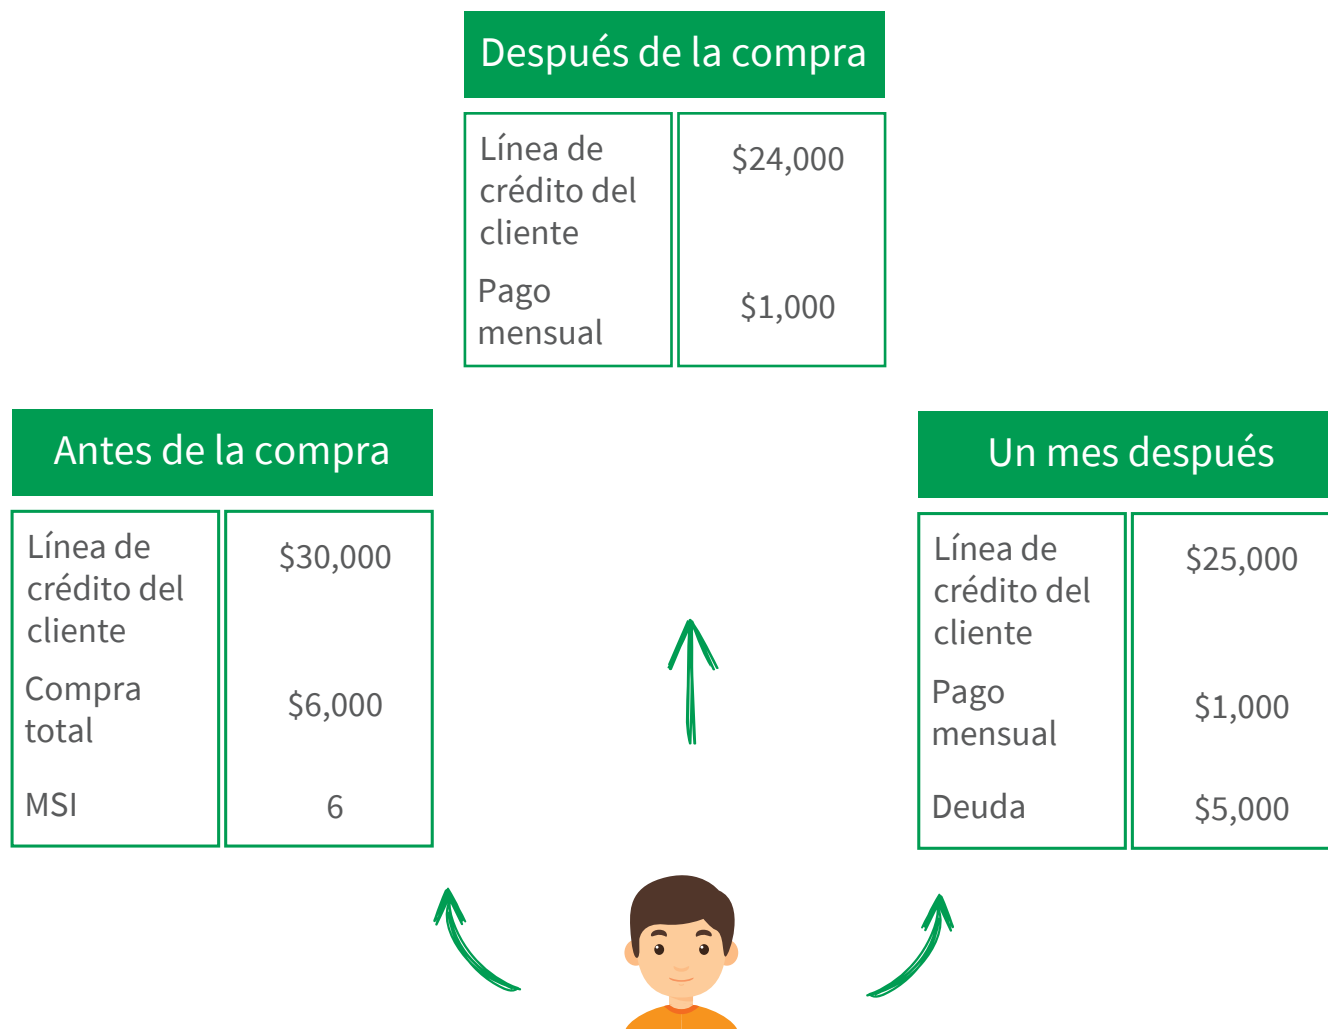 Después de la compra
Línea de
crédito del
cliente
$24,000
Pago
mensual
$1,000
Antes de la compra
Línea de
crédito del
cliente
$30,000
Compra
total
$6,000
MSI
6
Un mes después
Línea de
crédito del
cliente
$25,000
Pago
mensual
$1,000
Deuda
$5,000